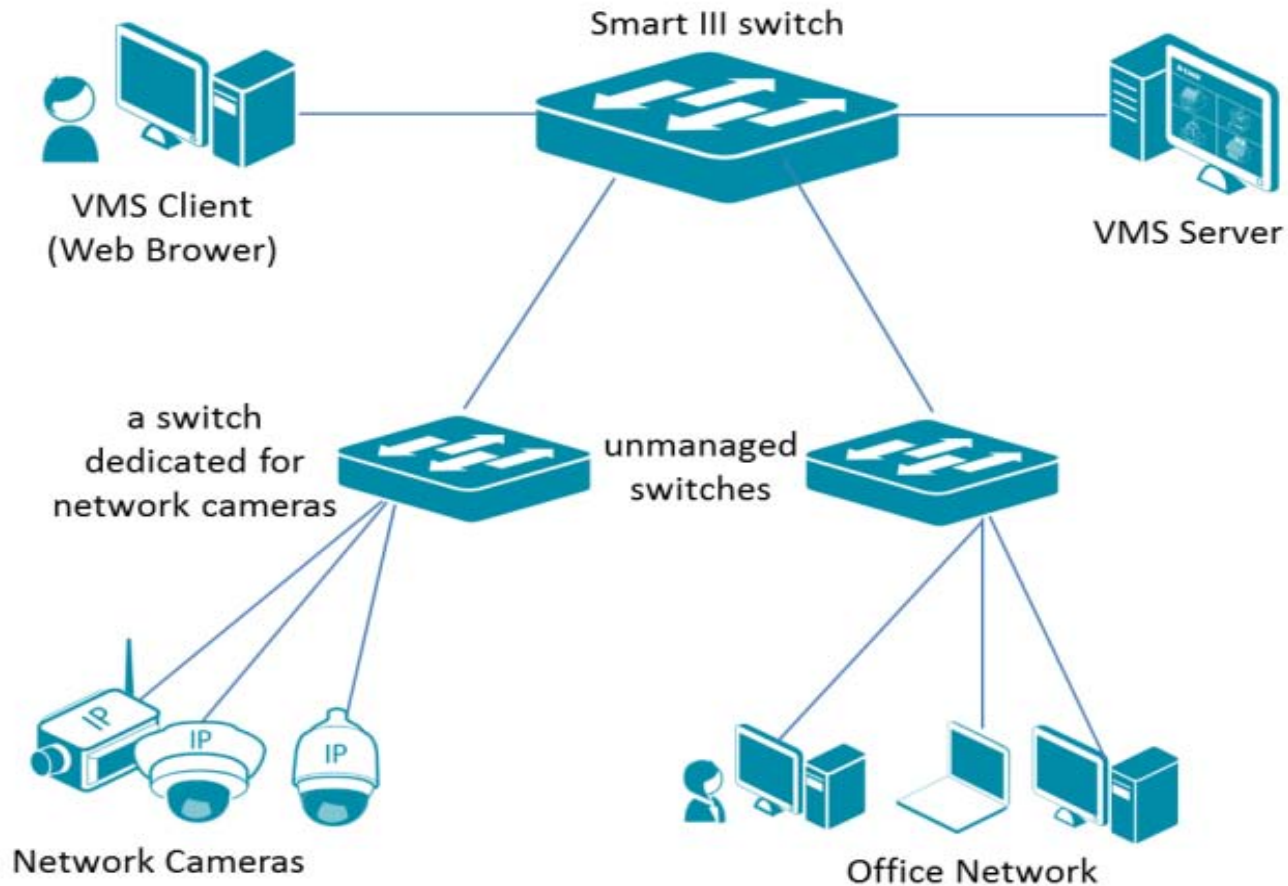 Smart III switch
VMS Client
(Web Brower)
VMS Server
a switch
dedicated for
network cameras
unmanaged
switches
IP
IP
IP
Network Cameras
Office Network